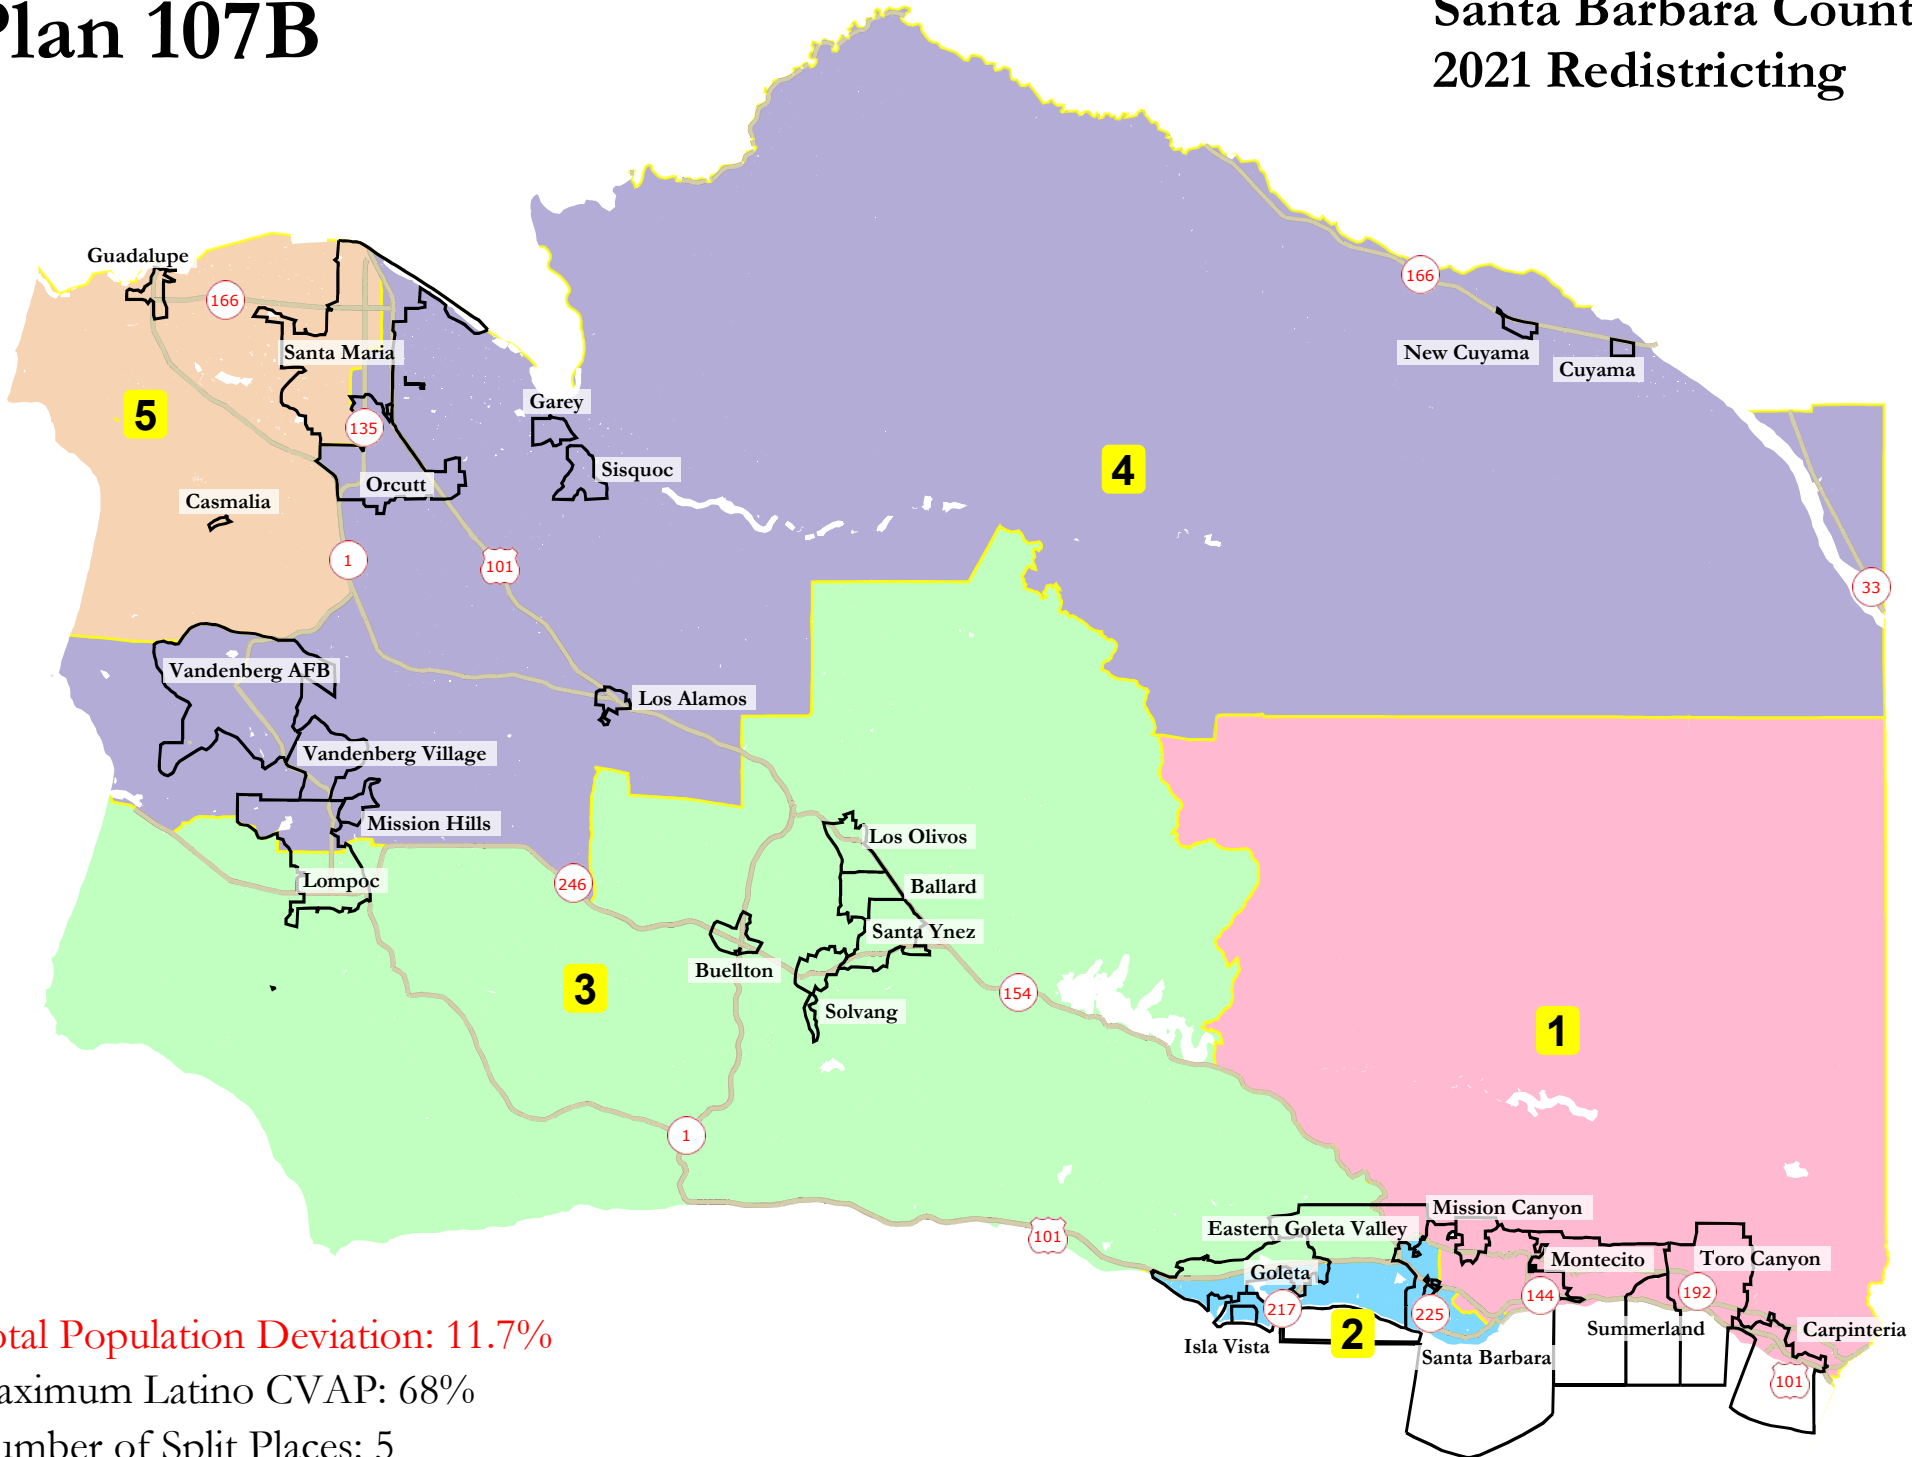 Plan 107B
Santa Barbara Count
2021 Redistricting
Guadalupe
166
Santa Maria
5
135
Orcutt
Casmalia
1
101
Garey
Sisquoc
4
166
New Cuyama
Cuyama
33
Vandenberg AFB
Los Alamos
Vandenberg Village
Mission Hills
Lompoc
246
Los Olivos
Ballard
Santa Ynez
Buellton
Solvang
3
154
1
1
101
Mission Canyon
Eastern Goleta Valley
Goleta
Montecito
Toro Canyon
217
225
144
192
2
Isla Vista
Santa Barbara
Summerland
Carpinteria
101
otal Population Deviation: 11.7%
aximum Latino CVAP: 68%
umber of Split Places: 5